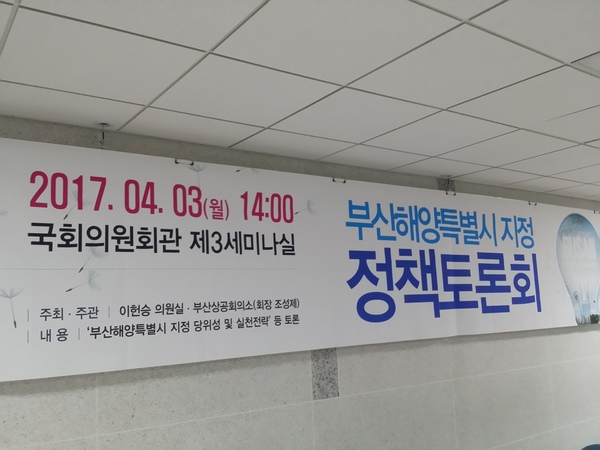 2017. 04. 03(월) 14:00
국회의원회관 제3세미나실
주최 · 주관 | 이헌승 의원실 · 부산상공회의소(회장 조성제)
내 용 | '부산해양특별시 지정 당위성 및 실천전략' 등 토론
부산해양특별시 지정
정책토론회